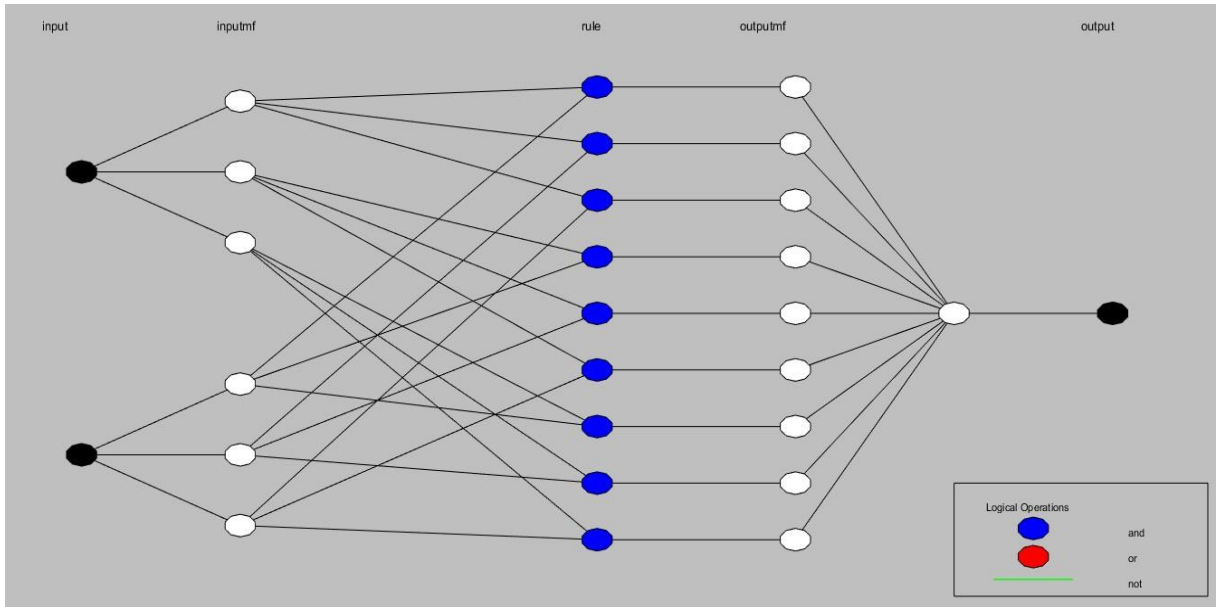 input inputmf rule outputmf output
Logical Operations
and
or
not